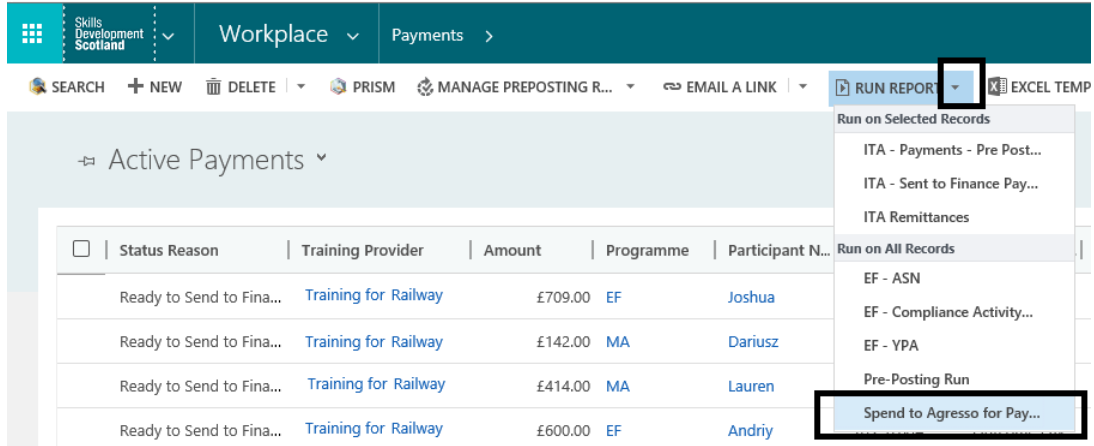 Skills
Development
Scotland
Workplace
Payments
SEARCH NEW DELETE PRISM MANAGE PREPOSTING R... EMAIL A LINK RUN REPORT EXCEL TEMP
Run on Selected Records
ITA - Payments - Pre Post...
ITA - Sent to Finance Pay...
ITA Remittances
Run on All Records
EF - ASN
EF - Compliance Activity...
EF - YPA
Pre-Posting Run
Spend to Agresso for Pay...
Active Payments
Status Reason Training Provider Amount Programme Participant N...
Ready to Send to Fina... Training for Railway £709.00 EF Joshua
Ready to Send to Fina... Training for Railway £142.00 MA Dariusz
Ready to Send to Fina... Training for Railway £414.00 MA Lauren
Ready to Send to Fina... Training for Railway £600.00 EF Andriy